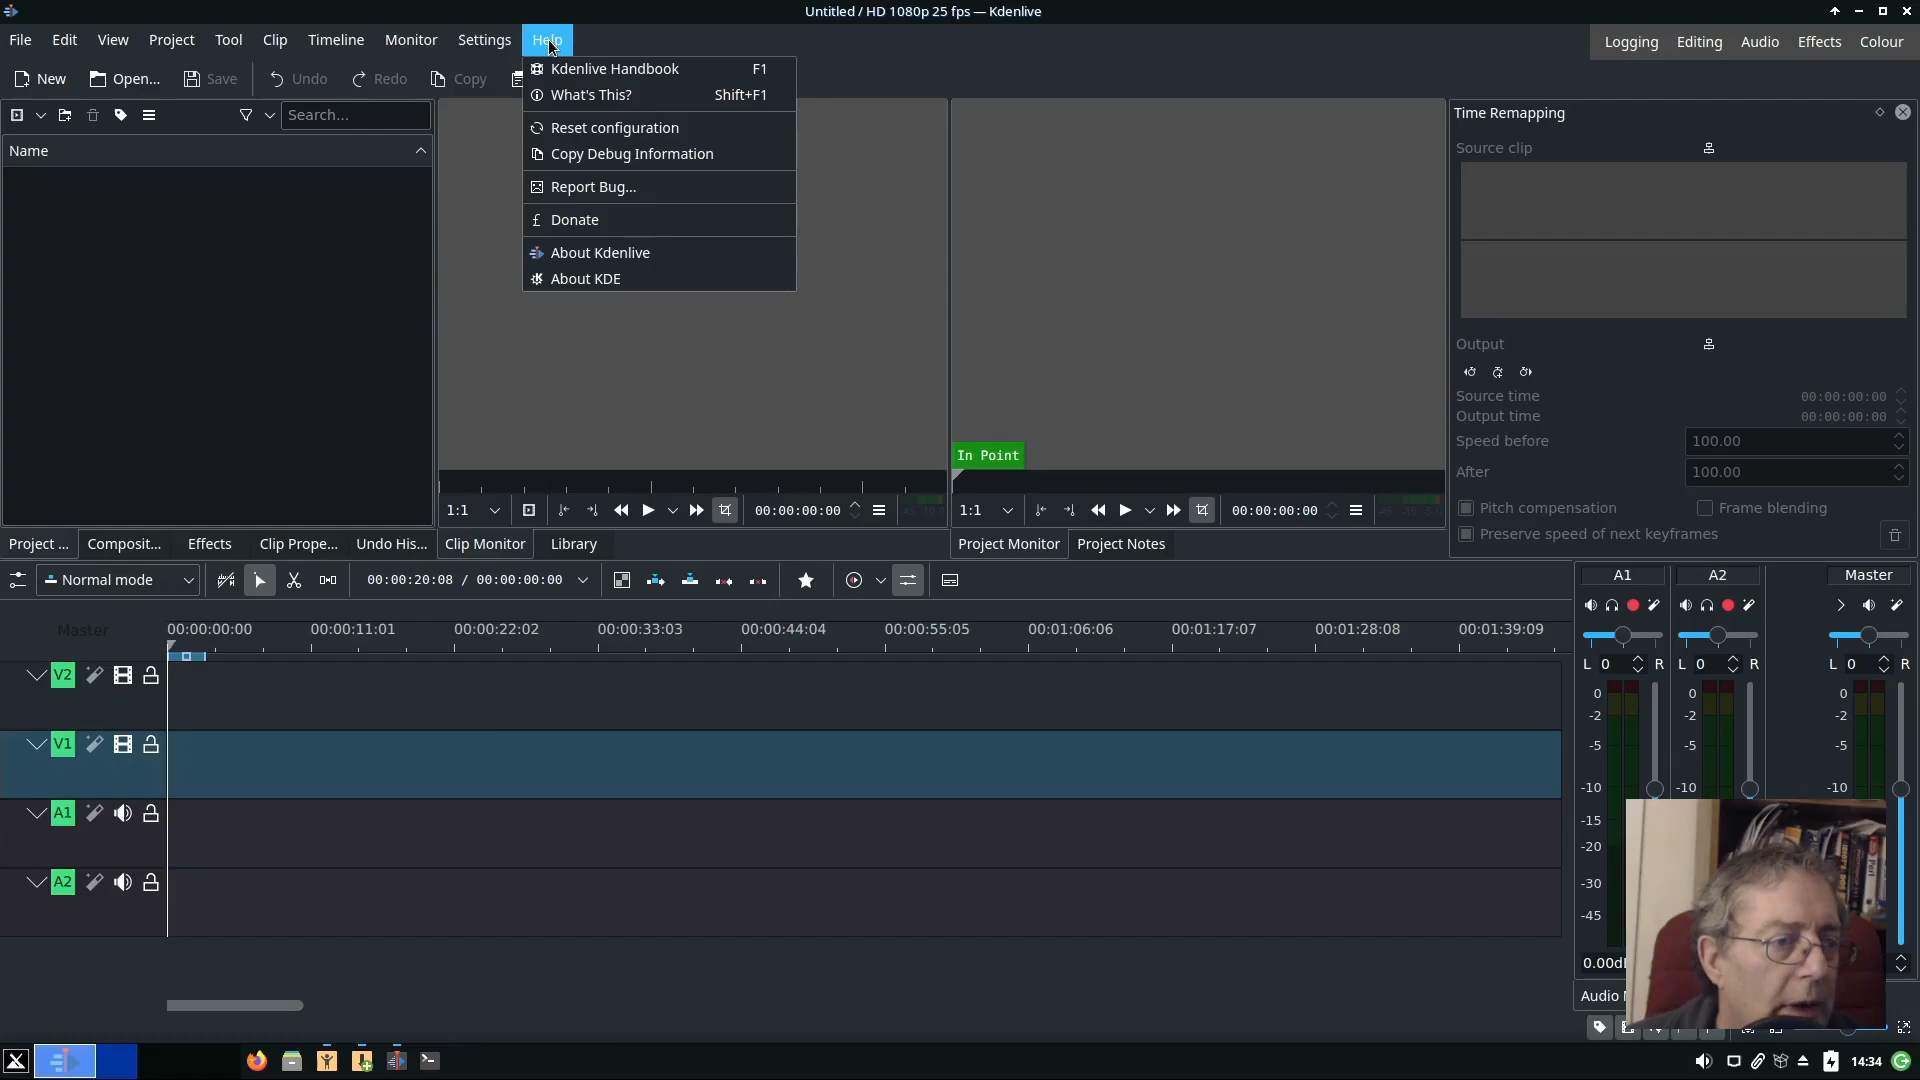 Untitled / HD 1080p 25 fps — Kdenlive
File Edit View Project Tool Clip Timeline Monitor Settings Help
Logging Editing Audio Effects Colour
New Open... Save Undo Redo Copy
Kdenlive Handbook F1
What's This? Shift+F1
Reset configuration
Copy Debug Information
Report Bug...
Donate
About Kdenlive
About KDE
Search...
Name
Time Remapping
Source clip
Output
Source time 00:00:00:00
Output time 00:00:00:00
Speed before 100.00
After 100.00
Pitch compensation Frame blending
Preserve speed of next keyframes
In Point
1:1 00:00:00:00
1:1 00:00:00:00
Project ... Composit... Effects Clip Prope... Undo His... Clip Monitor Library
Project Monitor Project Notes
Normal mode 00:00:20:08 / 00:00:00:00
Master
00:00:00:00 00:00:11:01 00:00:22:02 00:00:33:03 00:00:44:04 00:00:55:05 00:01:06:06 00:01:17:07 00:01:28:08 00:01:39:09
V2
V1
A1
A2
A1 A2 Master
L 0 R L 0 R L 0 R
0 0 0
-2 -2 -2
-5 -5 -5
-10 -10 -10
-15
-20
-30
-45
0.00d
Audio
Perl
14:34